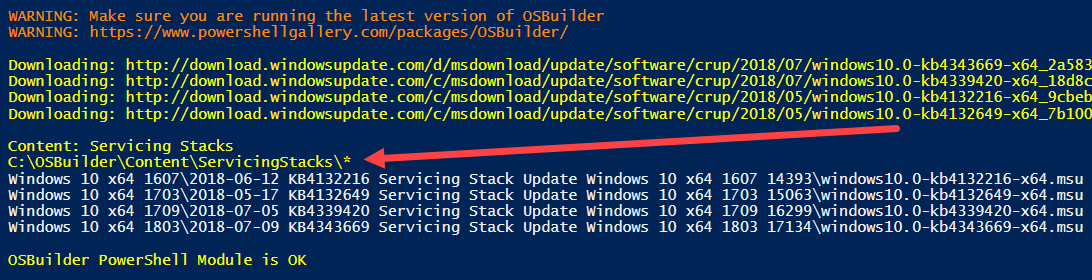 WARNING: Make sure you are running the latest version of OSBuilder
WARNING: https://www.powershellgallery.com/packages/OSBuilder/
Downloading: http://download.windowsupdate.com/d/msdownload/update/software/crup/2018/07/windows10.0-kb4343669-x64_2a583
Downloading: http://download.windowsupdate.com/c/msdownload/update/software/crup/2018/07/windows10.0-kb4339420-x64_18d8c
Downloading: http://download.windowsupdate.com/c/msdownload/update/software/crup/2018/05/windows10.0-kb4132216-x64_9cbeb
Downloading: http://download.windowsupdate.com/c/msdownload/update/software/crup/2018/05/windows10.0-kb4132649-x64_7b100
Content: Servicing Stacks
C:\OSBuilder\Content\ServicingStacks\*
Windows 10 x64 1607\2018-06-12 KB4132216 Servicing Stack Update Windows 10 x64 1607 14393\windows10.0-kb4132216-x64.msu
Windows 10 x64 1703\2018-05-17 KB4132649 Servicing Stack Update Windows 10 x64 1703 15063\windows10.0-kb4132649-x64.msu
Windows 10 x64 1709\2018-07-05 KB4339420 Servicing Stack Update Windows 10 x64 1709 16299\windows10.0-kb4339420-x64.msu
Windows 10 x64 1803\2018-07-09 KB4343669 Servicing Stack Update Windows 10 x64 1803 17134\windows10.0-kb4343669-x64.msu
OSBuilder PowerShell Module is OK